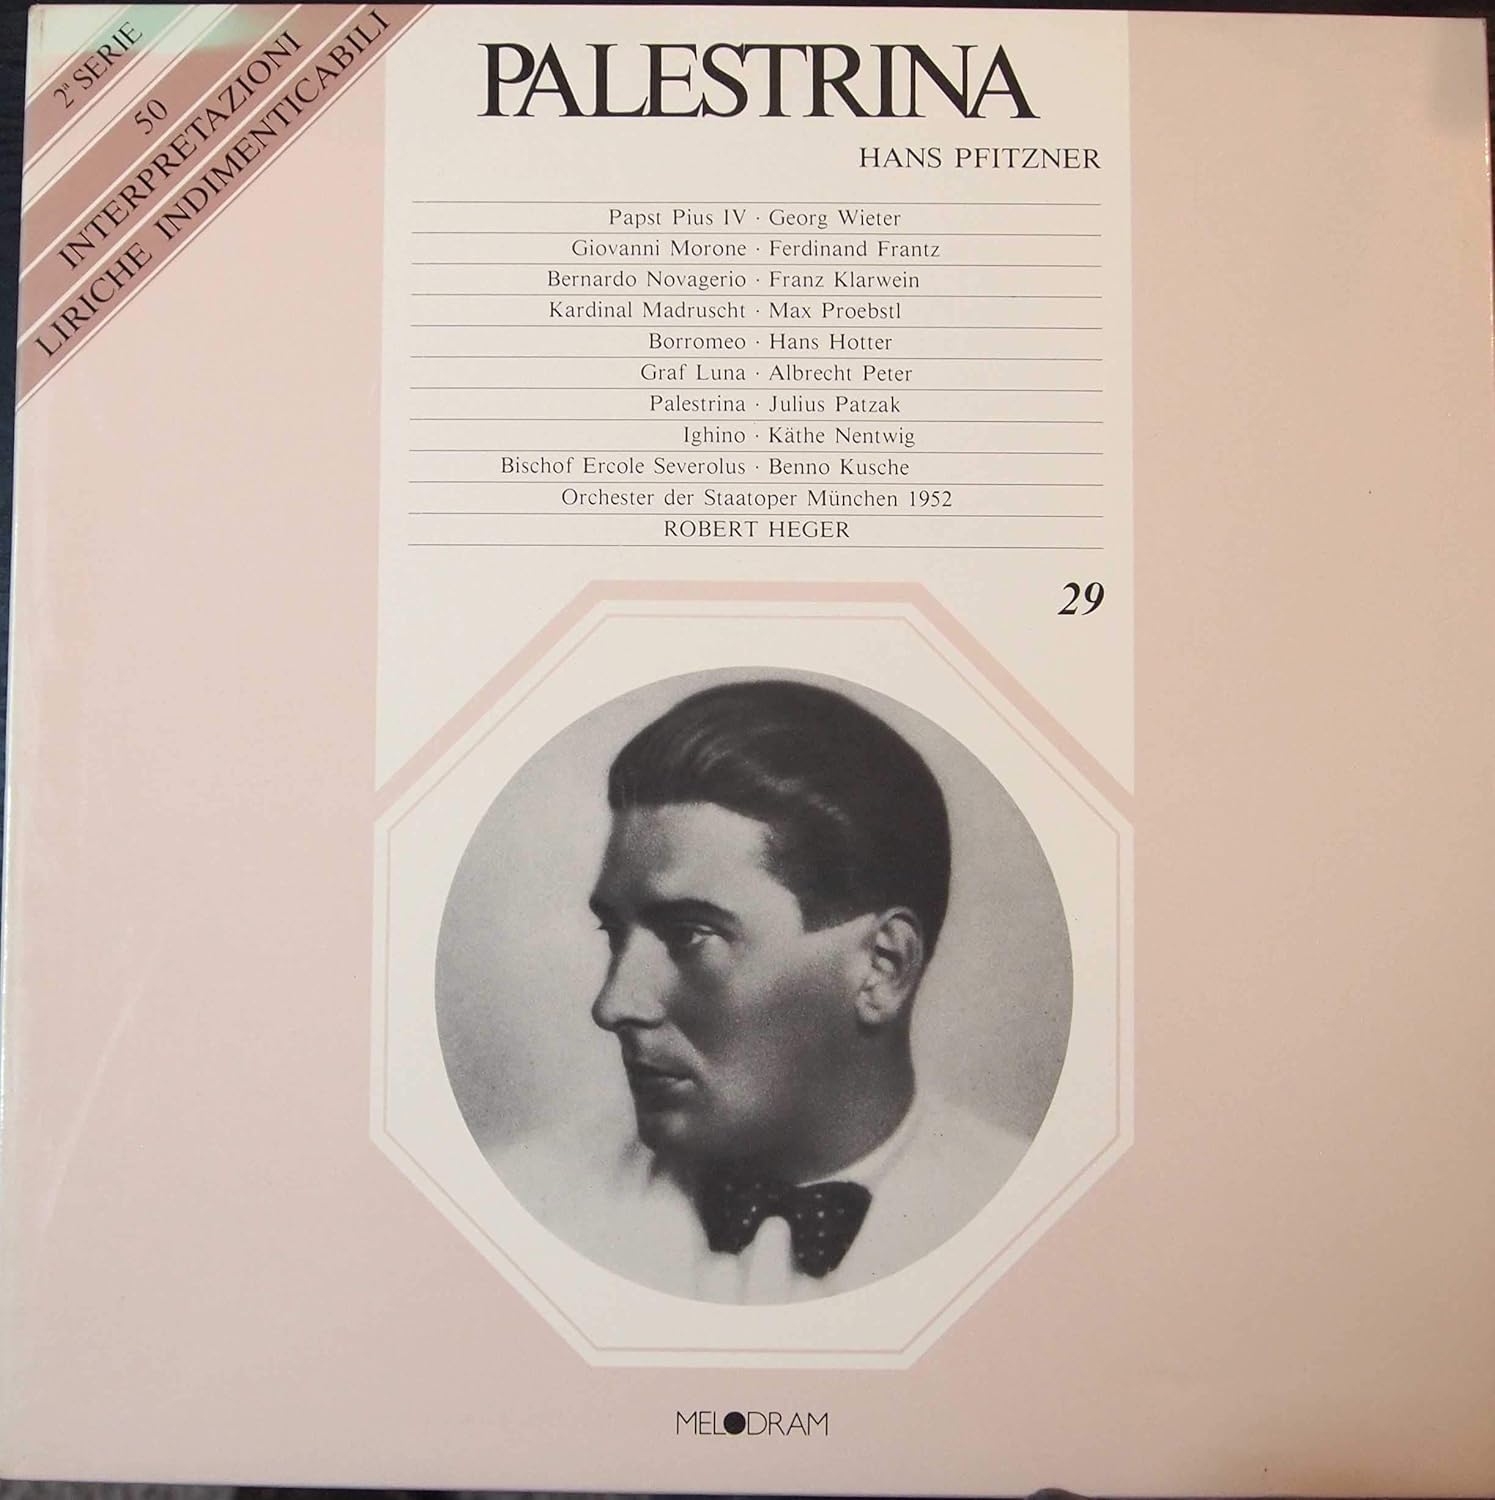 2ª SERIE
50
INTERPRETAZIONI
LIRICHE INDIMENTICABILI
PALESTRINA
HANS PFITZNER
Papst Pius IV · Georg Wieter
Giovanni Morone · Ferdinand Frantz
Bernardo Novagerio · Franz Klarwein
Kardinal Madruscht · Max Proebstl
Borromeo · Hans Hotter
Graf Luna · Albrecht Peter
Palestrina · Julius Patzak
Ighino · Käthe Nentwig
Bischof Ercole Severolus · Benno Kusche
Orchester der Staatoper München 1952
ROBERT HEGER
29
MELODRAM